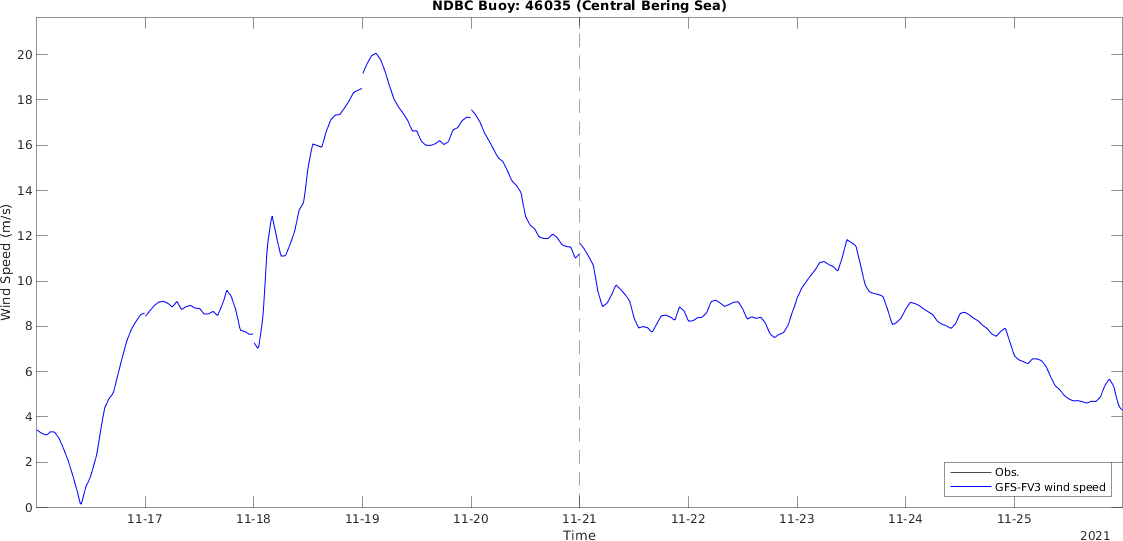 NDBC Buoy: 46035 (Central Bering Sea)
20
18
16
14
12
10
8
6
4
2
0
Wind Speed (m/s)
11-17 11-18 11-19 11-20 11-21 11-22 11-23 11-24 11-25
Time
2021
Obs.
GFS-FV3 wind speed